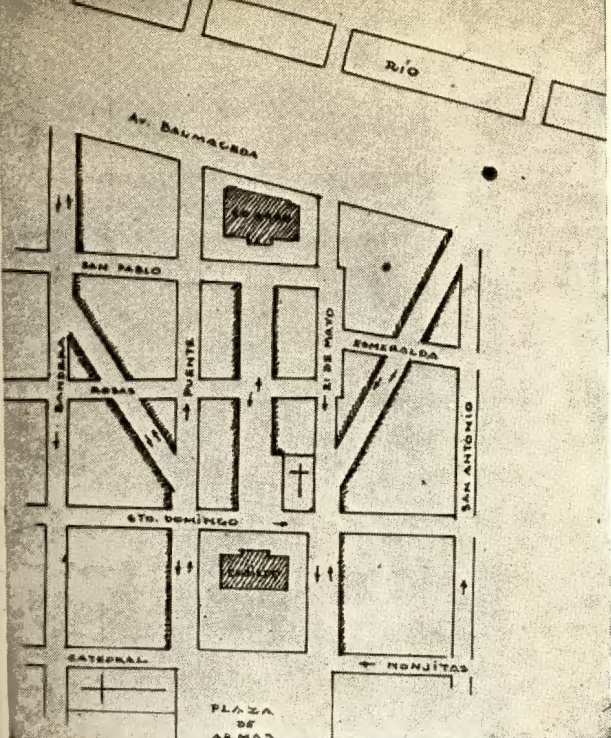 RÍO
AV. BALMACEDA
SAN PABLO
BANDERA
ROSAS
PUENTE
21 DE MAYO
ESMERALDA
SAN ANTONIO
STO. DOMINGO
CATEDRAL
MONJITAS
PLAZA
DE
ARMAS